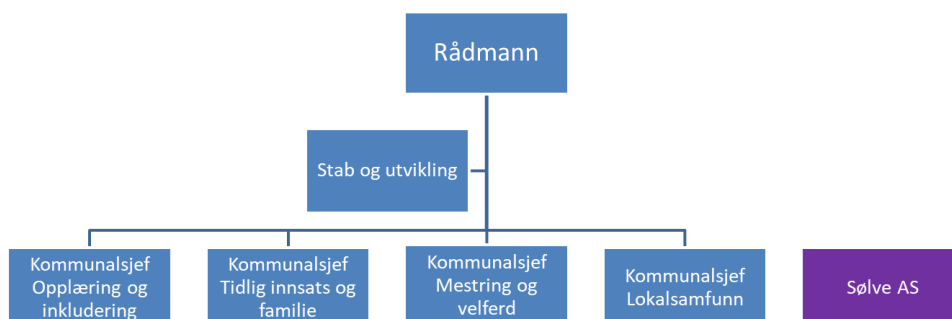 Rådmann
Stab og utvikling
Kommunalsjef
Opplæring og
inkludering
Kommunalsjef
Tidlig innsats og
familie
Kommunalsjef
Mestring og
velferd
Kommunalsjef
Lokalsamfunn
Sølve AS